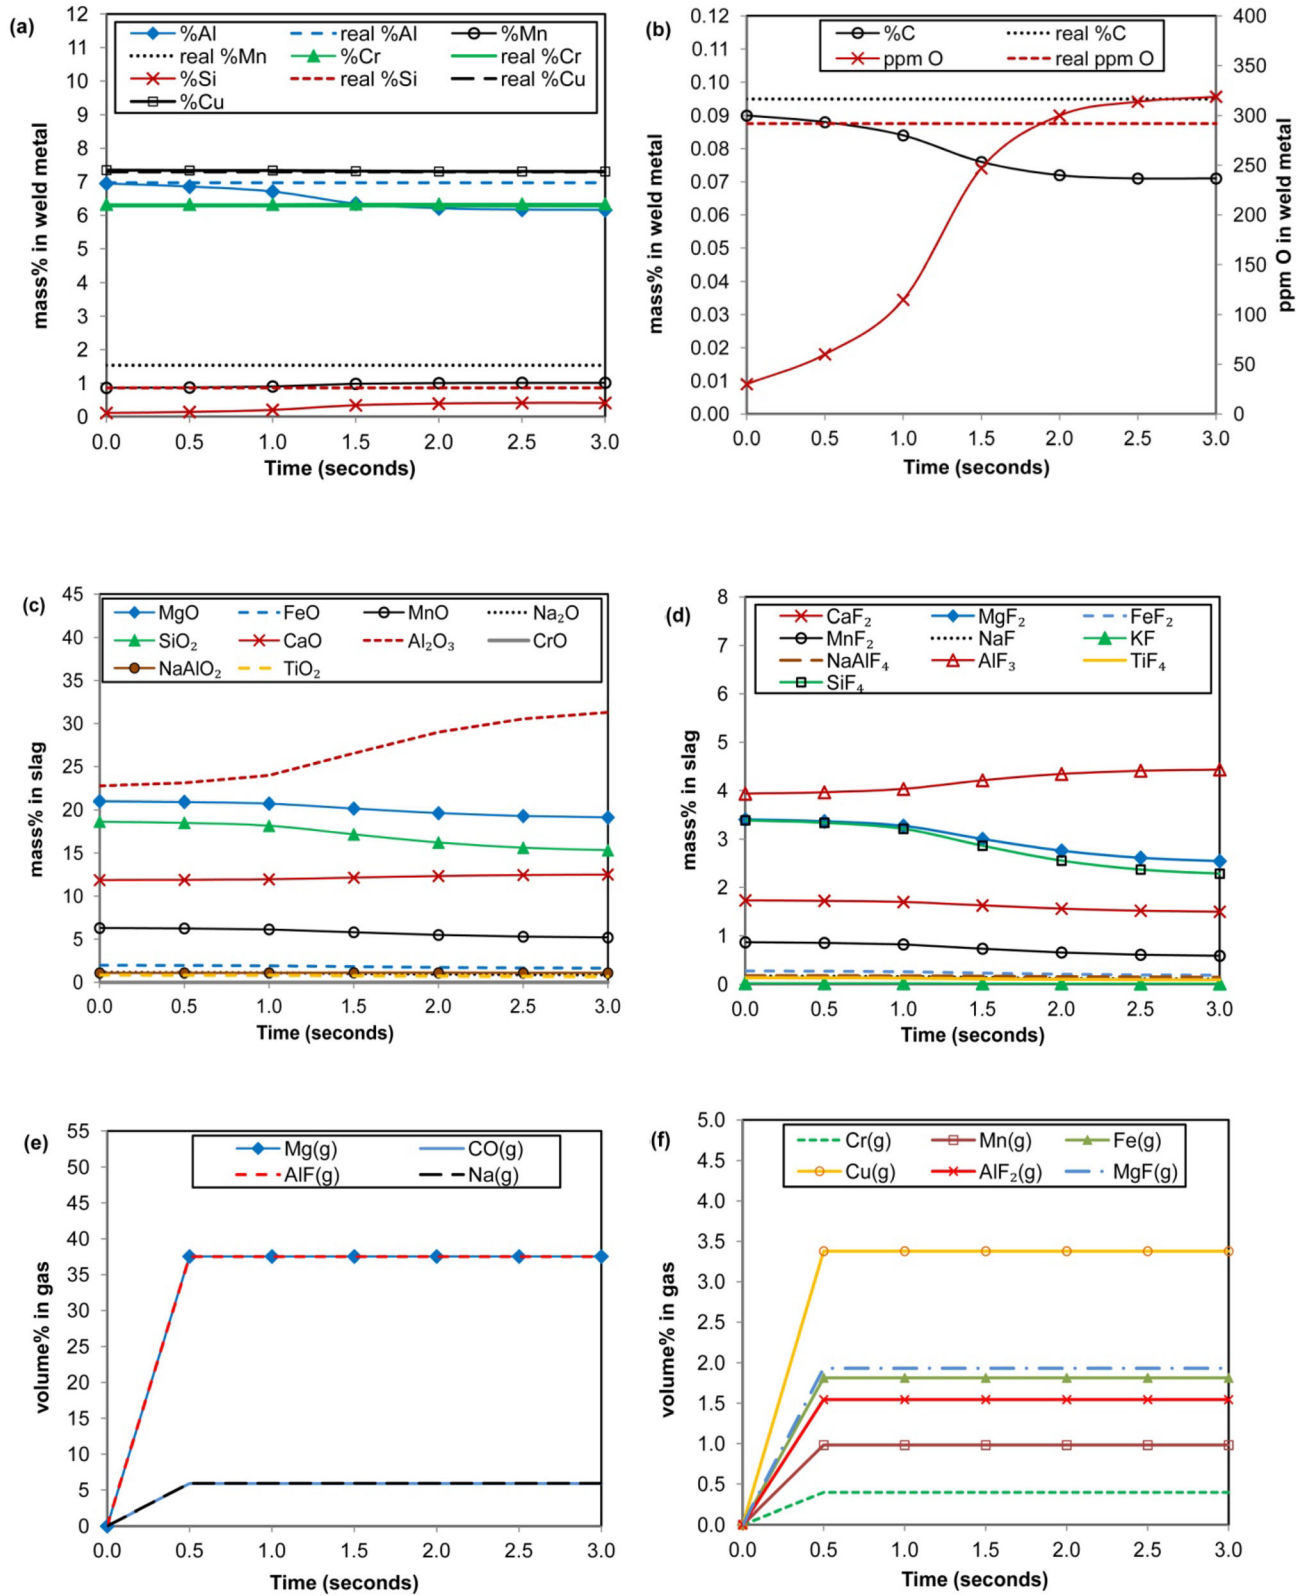 (a)
%Al real %Al %Mn
real %Mn %Cr real %Cr
%Si real %Si real %Cu
%Cu
12
11
10
9
8
7
6
5
4
3
2
1
0
mass% in weld metal
0.0 0.5 1.0 1.5 2.0 2.5 3.0
Time (seconds)
(b)
%C real %C
ppm O real ppm O
0.12
0.11
0.10
0.09
0.08
0.07
0.06
0.05
0.04
0.03
0.02
0.01
0.00
mass% in weld metal
400
350
300
250
200
150
100
50
0
ppm O in weld metal
0.0 0.5 1.0 1.5 2.0 2.5 3.0
Time (seconds)
(c)
MgO FeO MnO Na₂O
SiO₂ CaO Al₂O₃ CrO
NaAlO₂ TiO₂
45
40
35
30
25
20
15
10
5
0
mass% in slag
0.0 0.5 1.0 1.5 2.0 2.5 3.0
Time (seconds)
(d)
CaF₂ MgF₂ FeF₂
MnF₂ NaF KF
NaAlF₄ AlF₃ TiF₄
SiF₄
8
7
6
5
4
3
2
1
0
mass% in slag
0.0 0.5 1.0 1.5 2.0 2.5 3.0
Time (seconds)
(e)
Mg(g) CO(g)
AlF(g) Na(g)
55
50
45
40
35
30
25
20
15
10
5
0
volume% in gas
0.0 0.5 1.0 1.5 2.0 2.5 3.0
Time (seconds)
(f)
Cr(g) Mn(g) Fe(g)
Cu(g) AlF₂(g) MgF(g)
5.0
4.5
4.0
3.5
3.0
2.5
2.0
1.5
1.0
0.5
0.0
volume% in gas
0.0 0.5 1.0 1.5 2.0 2.5 3.0
Time (seconds)